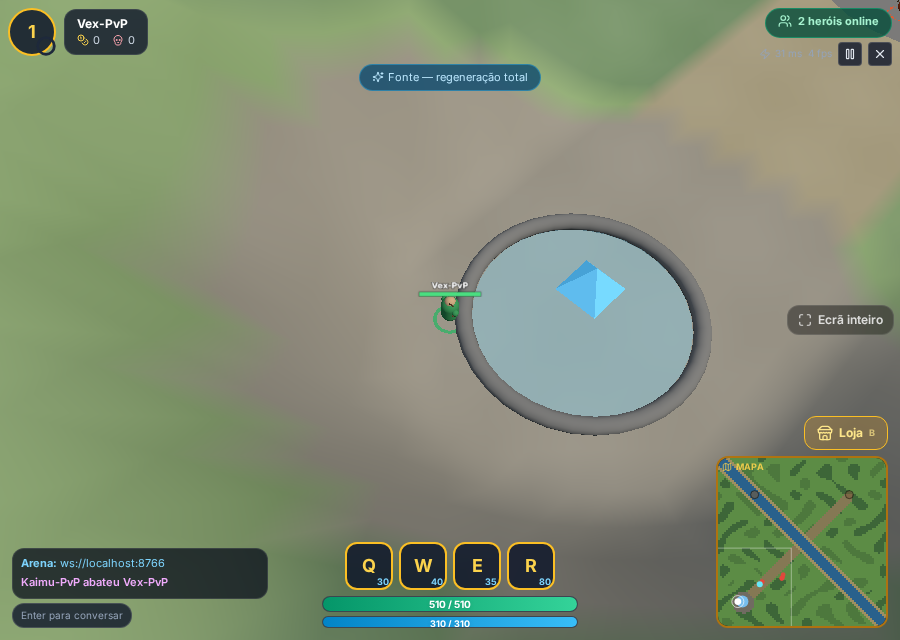 1
Vex-PvP
0
0
2 heróis online
Fonte — regeneração total
Vex-PvP
Ecrã inteiro
Loja B
MAPA
Arena: ws://localhost:8766
Kaimu-PvP abateu Vex-PvP
Enter para conversar
Q
30
W
40
E
35
R
80
510 / 510
310 / 310